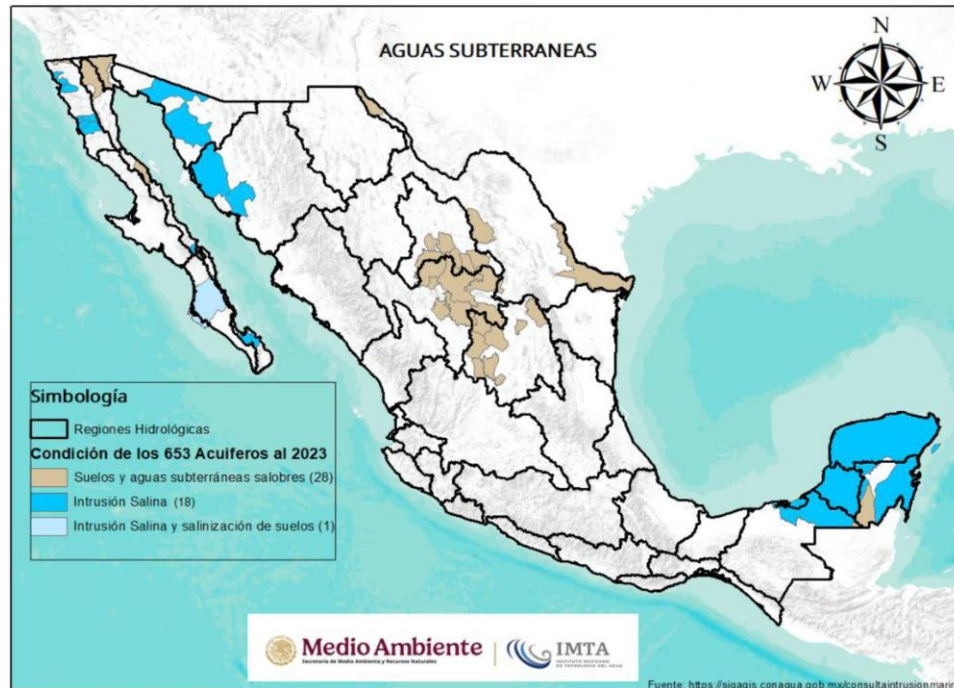 AGUAS SUBTERRANEAS
N
W
E
S
Simbología
Regiones Hidrológicas
Condición de los 653 Acuiferos al 2023
Suelos y aguas subterráneas salobres (28)
Intrusión Salina (18)
Intrusión Salina y salinización de suelos (1)
Medio Ambiente
Secretaría de Medio Ambiente y Recursos Naturales
IMTA
INSTITUTO MEXICANO
DE TECNOLOGÍA DEL AGUA
Fuente: https://sigagis.conagua.gob.mx/consultaintrusionmarin